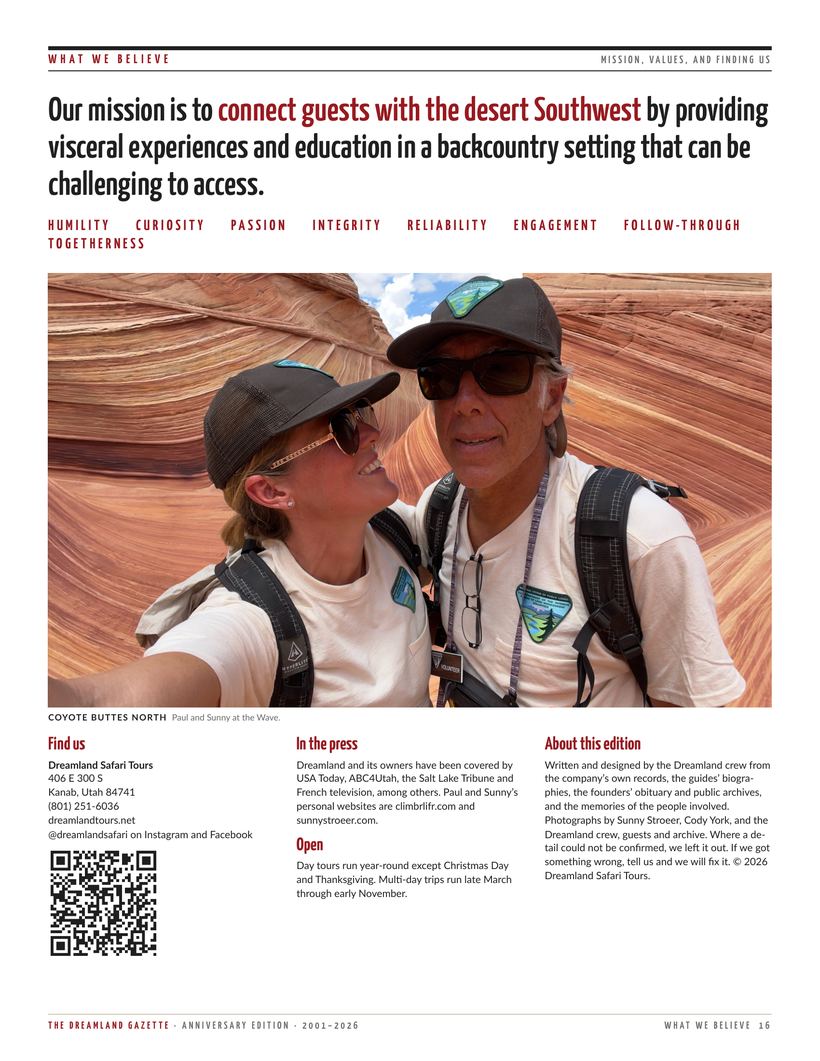 WHAT WE BELIEVE
MISSION, VALUES, AND FINDING US
Our mission is to connect guests with the desert Southwest by providing
visceral experiences and education in a backcountry setting that can be
challenging to access.
HUMILITY CURIOSITY PASSION INTEGRITY RELIABILITY ENGAGEMENT FOLLOW-THROUGH
TOGETHERNESS
VOLUNTEER
COYOTE BUTTES NORTH Paul and Sunny at the Wave.
Find us
Dreamland Safari Tours
406 E 300 S
Kanab, Utah 84741
(801) 251-6036
dreamlandtours.net
@dreamlandsafari on Instagram and Facebook
In the press
Dreamland and its owners have been covered by
USA Today, ABC4Utah, the Salt Lake Tribune and
French television, among others. Paul and Sunny's
personal websites are climbrlifr.com and
sunnystroeer.com.
Open
Day tours run year-round except Christmas Day
and Thanksgiving. Multi-day trips run late March
through early November.
About this edition
Written and designed by the Dreamland crew from
the company's own records, the guides' biogra-
phies, the founders' obituary and public archives,
and the memories of the people involved.
Photographs by Sunny Stroeer, Cody York, and the
Dreamland crew, guests and archive. Where a de-
tail could not be confirmed, we left it out. If we got
something wrong, tell us and we will fix it. © 2026
Dreamland Safari Tours.
THE DREAMLAND GAZETTE · ANNIVERSARY EDITION · 2001–2026
WHAT WE BELIEVE 16